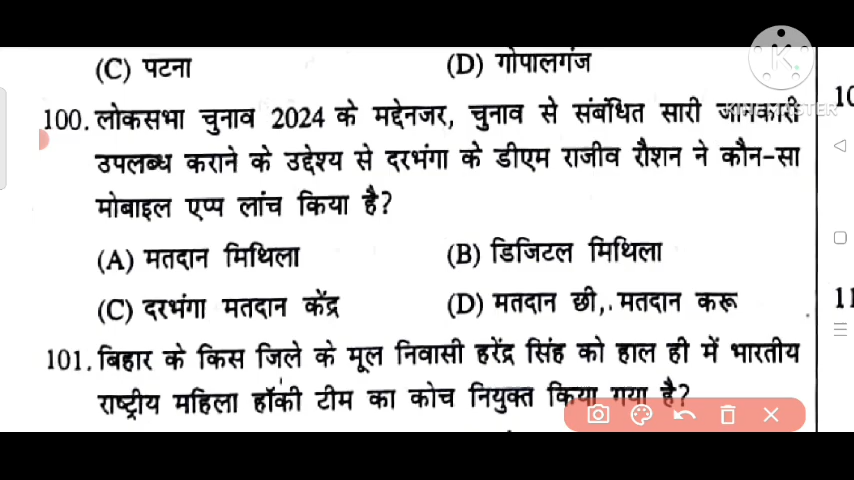 KINEMASTER
(C) पटना (D) गोपालगंज
100. लोकसभा चुनाव 2024 के मद्देनजर, चुनाव से संबंधित सारी जानकारी
उपलब्ध कराने के उद्देश्य से दरभंगा के डीएम राजीव रौशन ने कौन-सा
मोबाइल एप्प लांच किया है?
(A) मतदान मिथिला (B) डिजिटल मिथिला
(C) दरभंगा मतदान केंद्र (D) मतदान छी, मतदान करू
101. बिहार के किस जिले के मूल निवासी हरेंद्र सिंह को हाल ही में भारतीय
राष्ट्रीय महिला हॉकी टीम का कोच नियुक्त किया गया है?